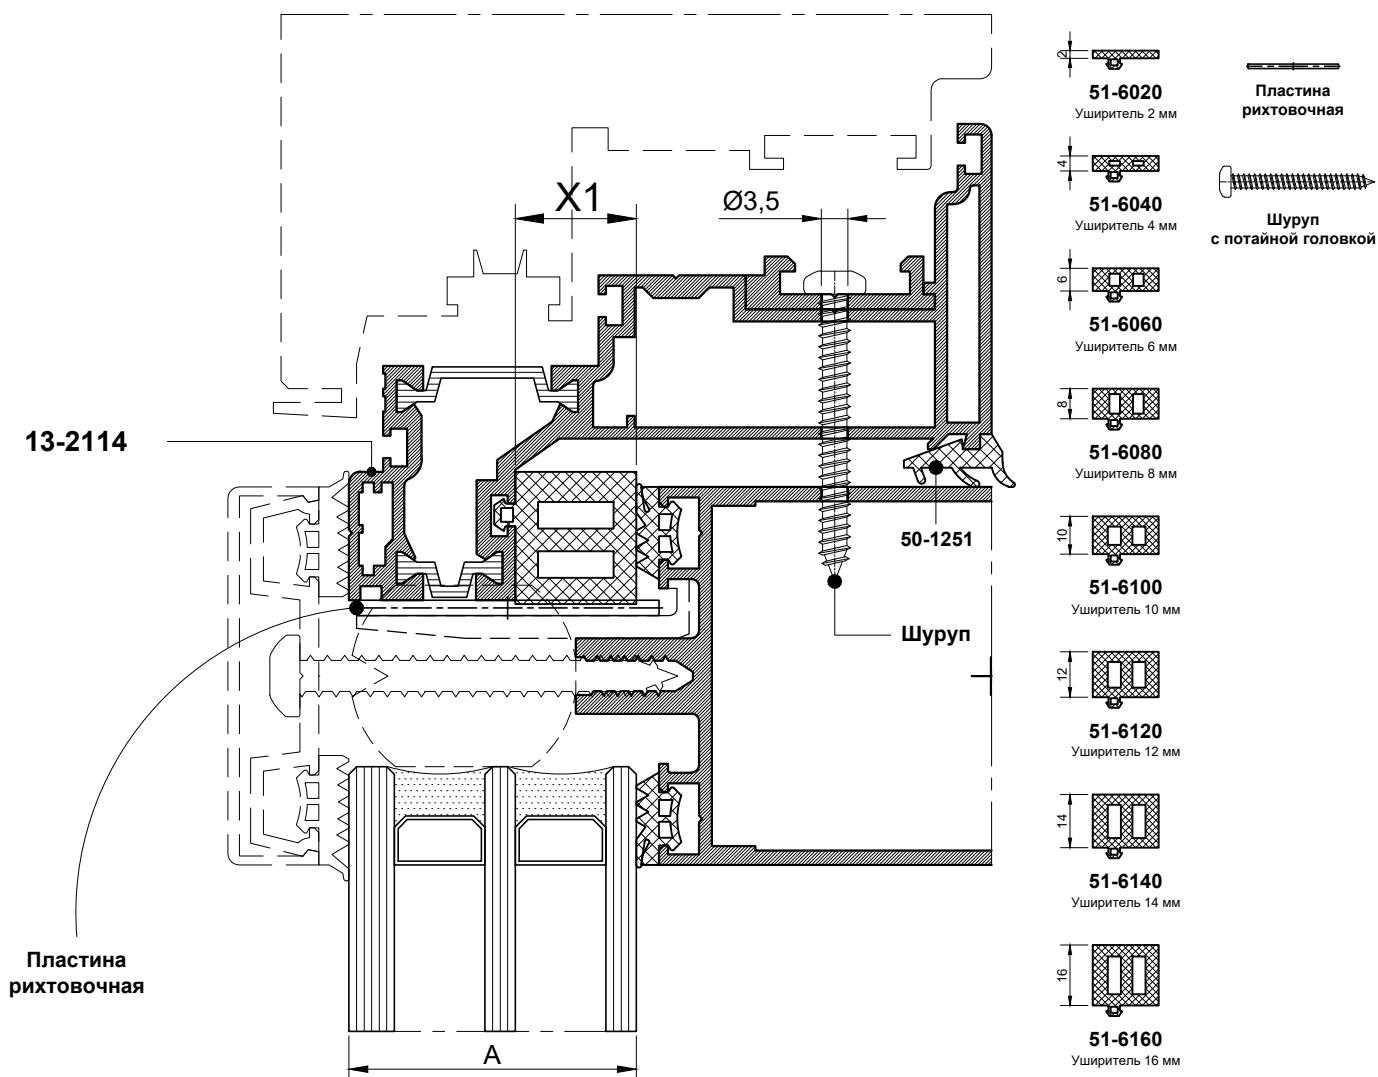 X1
Ø3,5
13-2114
50-1251
Шуруп
Пластина
рихтовочная
A
2
51-6020
Уширитель 2 мм
4
51-6040
Уширитель 4 мм
6
51-6060
Уширитель 6 мм
8
51-6080
Уширитель 8 мм
10
51-6100
Уширитель 10 мм
12
51-6120
Уширитель 12 мм
14
51-6140
Уширитель 14 мм
16
51-6160
Уширитель 16 мм
Пластина
рихтовочная
Шуруп
с потайной головкой